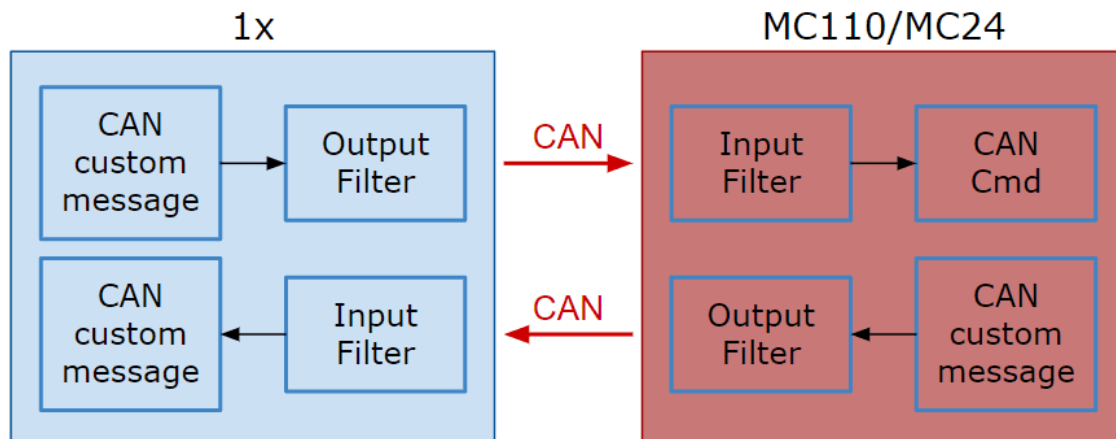 1x
MC110/MC24
CAN
custom
message
Output
Filter
CAN
Input
Filter
CAN
Cmd
CAN
custom
message
Input
Filter
CAN
Output
Filter
CAN
custom
message